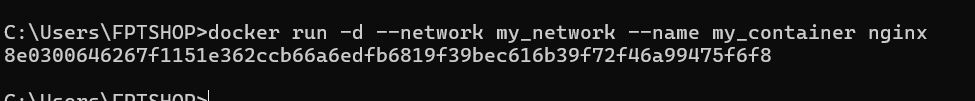 C:\Users\FPTSHOP>docker run -d --network my_network --name my_container nginx
8e0300646267f1151e362ccb66a6edfb6819f39bec616b39f72f46a99475f6f8
C:\Users\FPTSHOP>